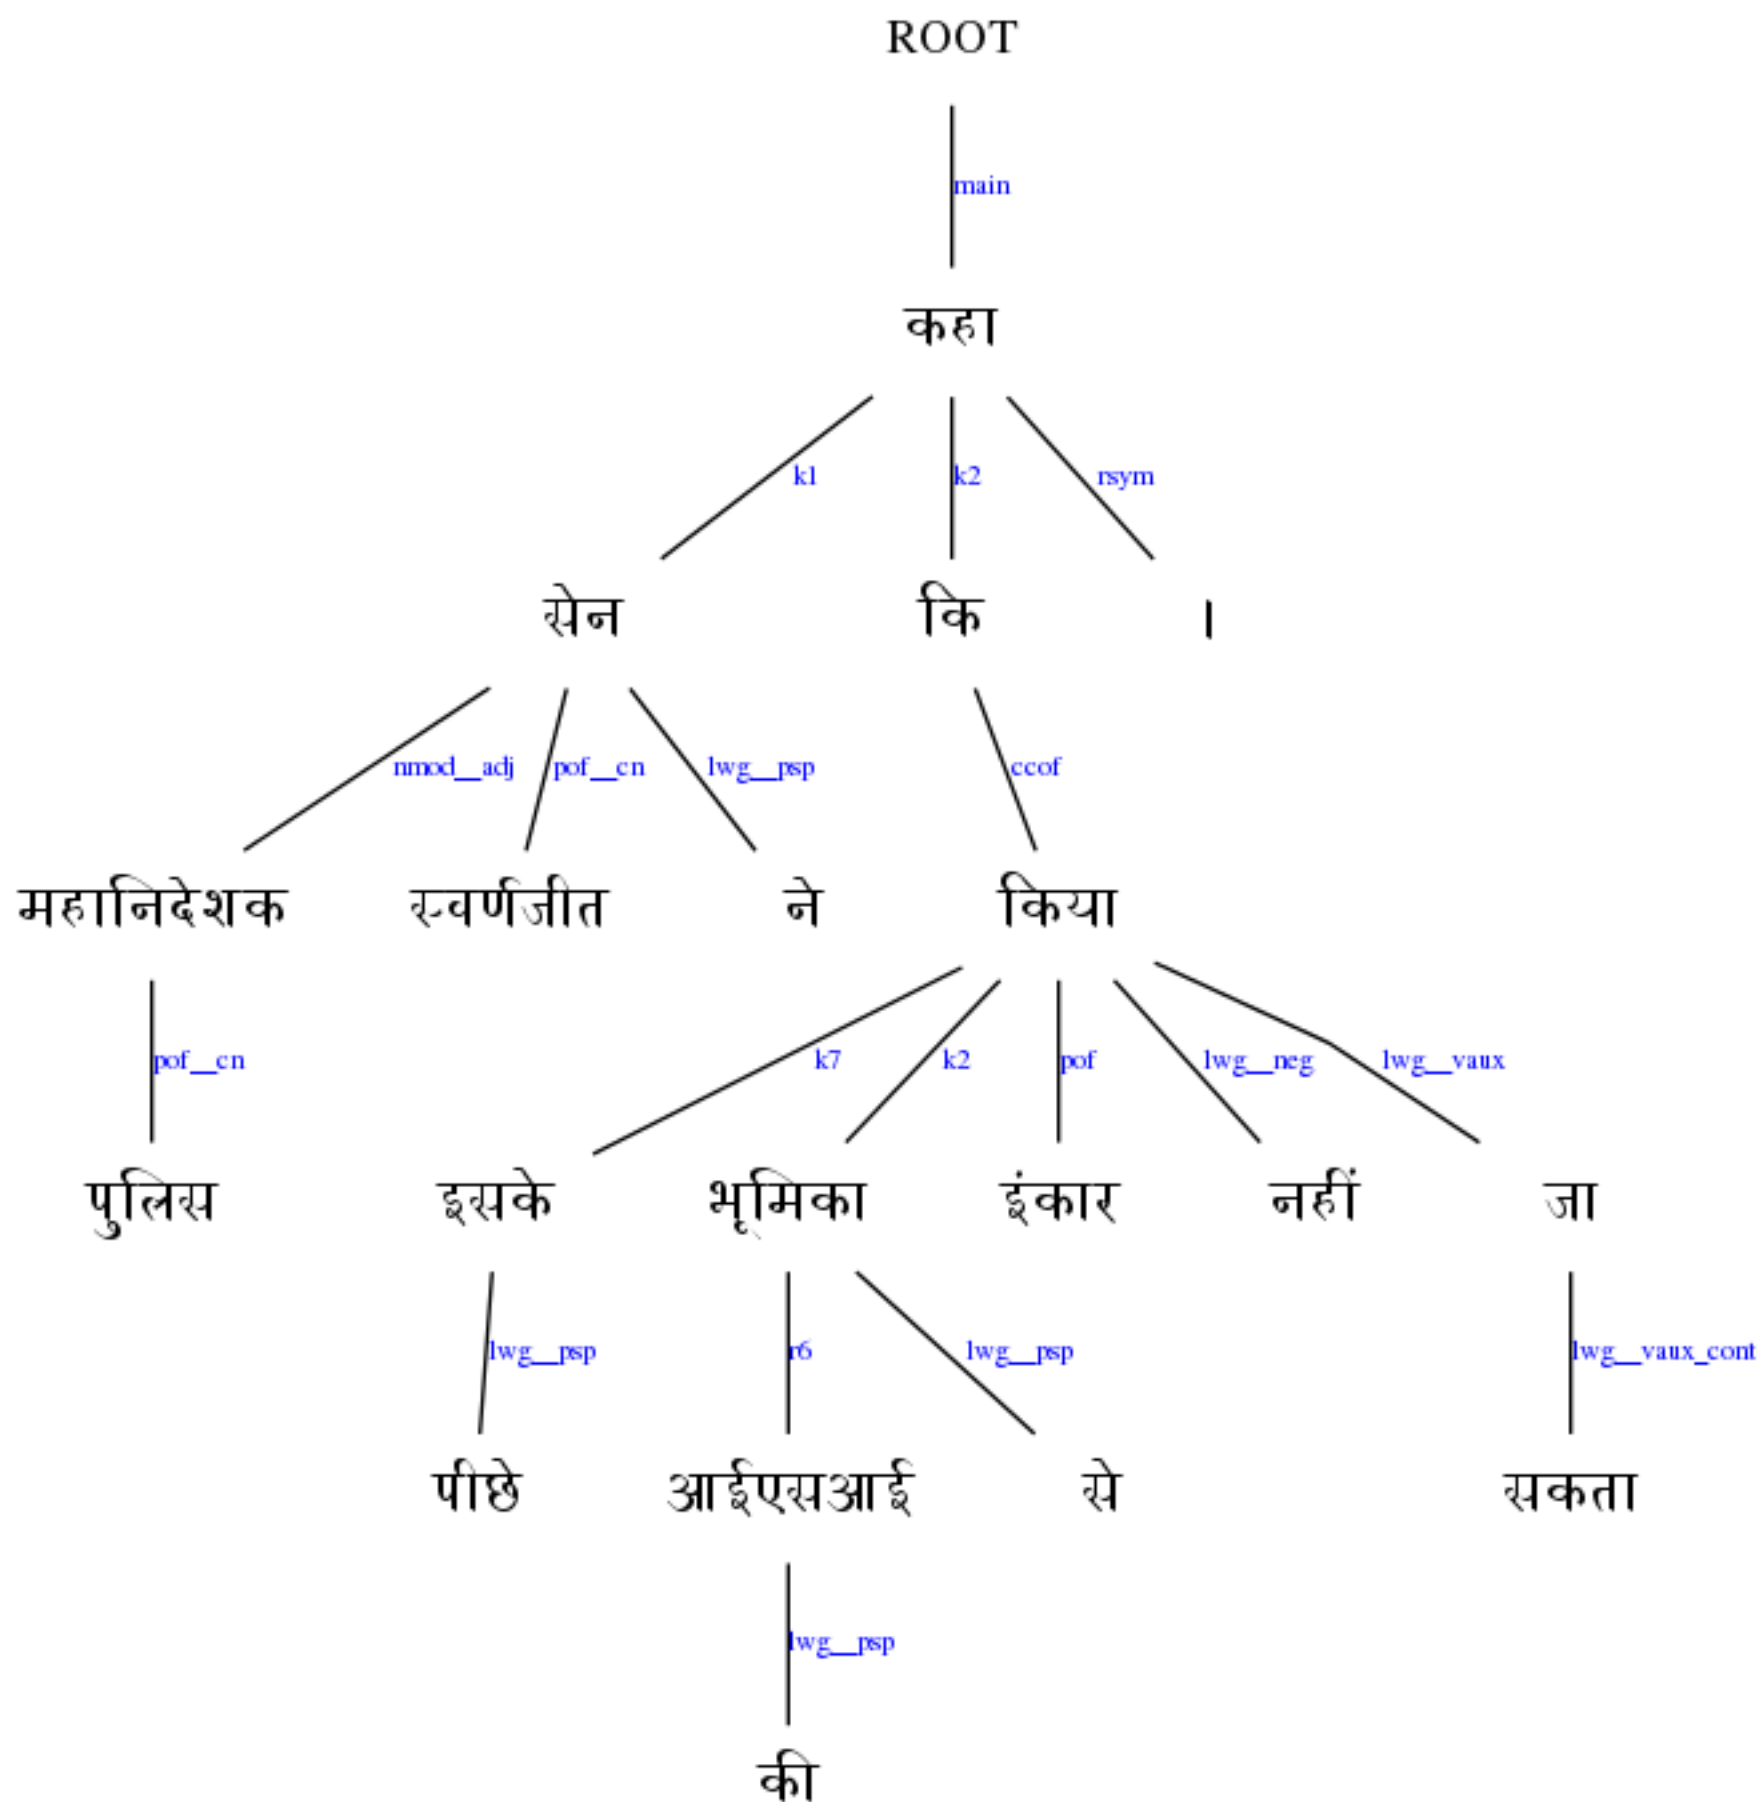 ROOT
main
कहा
k1 k2 rsym
सेन कि ।
nmod__adj pof__cn lwg__psp ccof
महानिदेशक स्वर्णजीत ने किया
pof__cn k7 k2 pof lwg__neg lwg__vaux
पुलिस इसके भूमिका इंकार नहीं जा
lwg__psp r6 lwg__psp lwg__vaux_cont
पीछे आईएसआई से सकता
lwg__psp
की